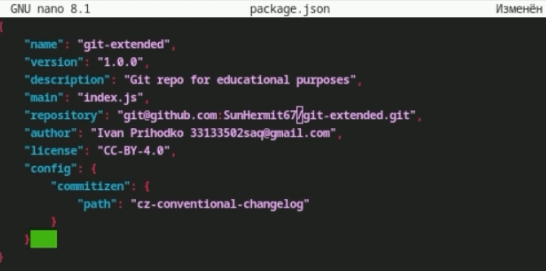 GNU nano 8.1 package.json Изменён
{
"name": "git-extended",
"version": "1.0.0",
"description": "Git repo for educational purposes",
"main": "index.js",
"repository": "git@github.com:SunHermit67/git-extended.git",
"author": "Ivan Prihodko 33133502saq@gmail.com",
"license": "CC-BY-4.0",
"config": {
"commitizen": {
"path": "cz-conventional-changelog"
}
}
}